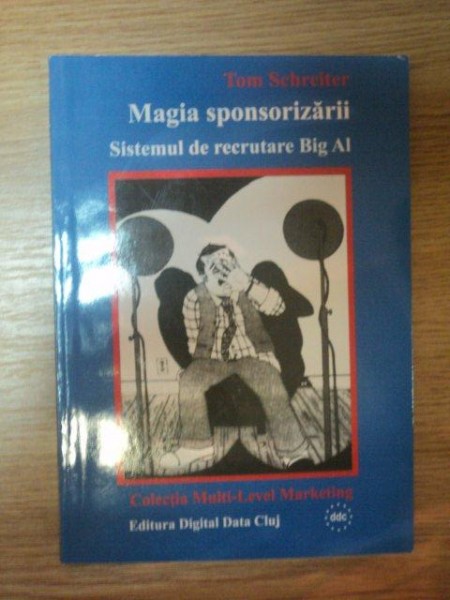 Tom Schreiter
Magia sponsorizării
Sistemul de recrutare Big Al
Colecția Multi-Level Marketing
Editura Digital Data Cluj
ddc